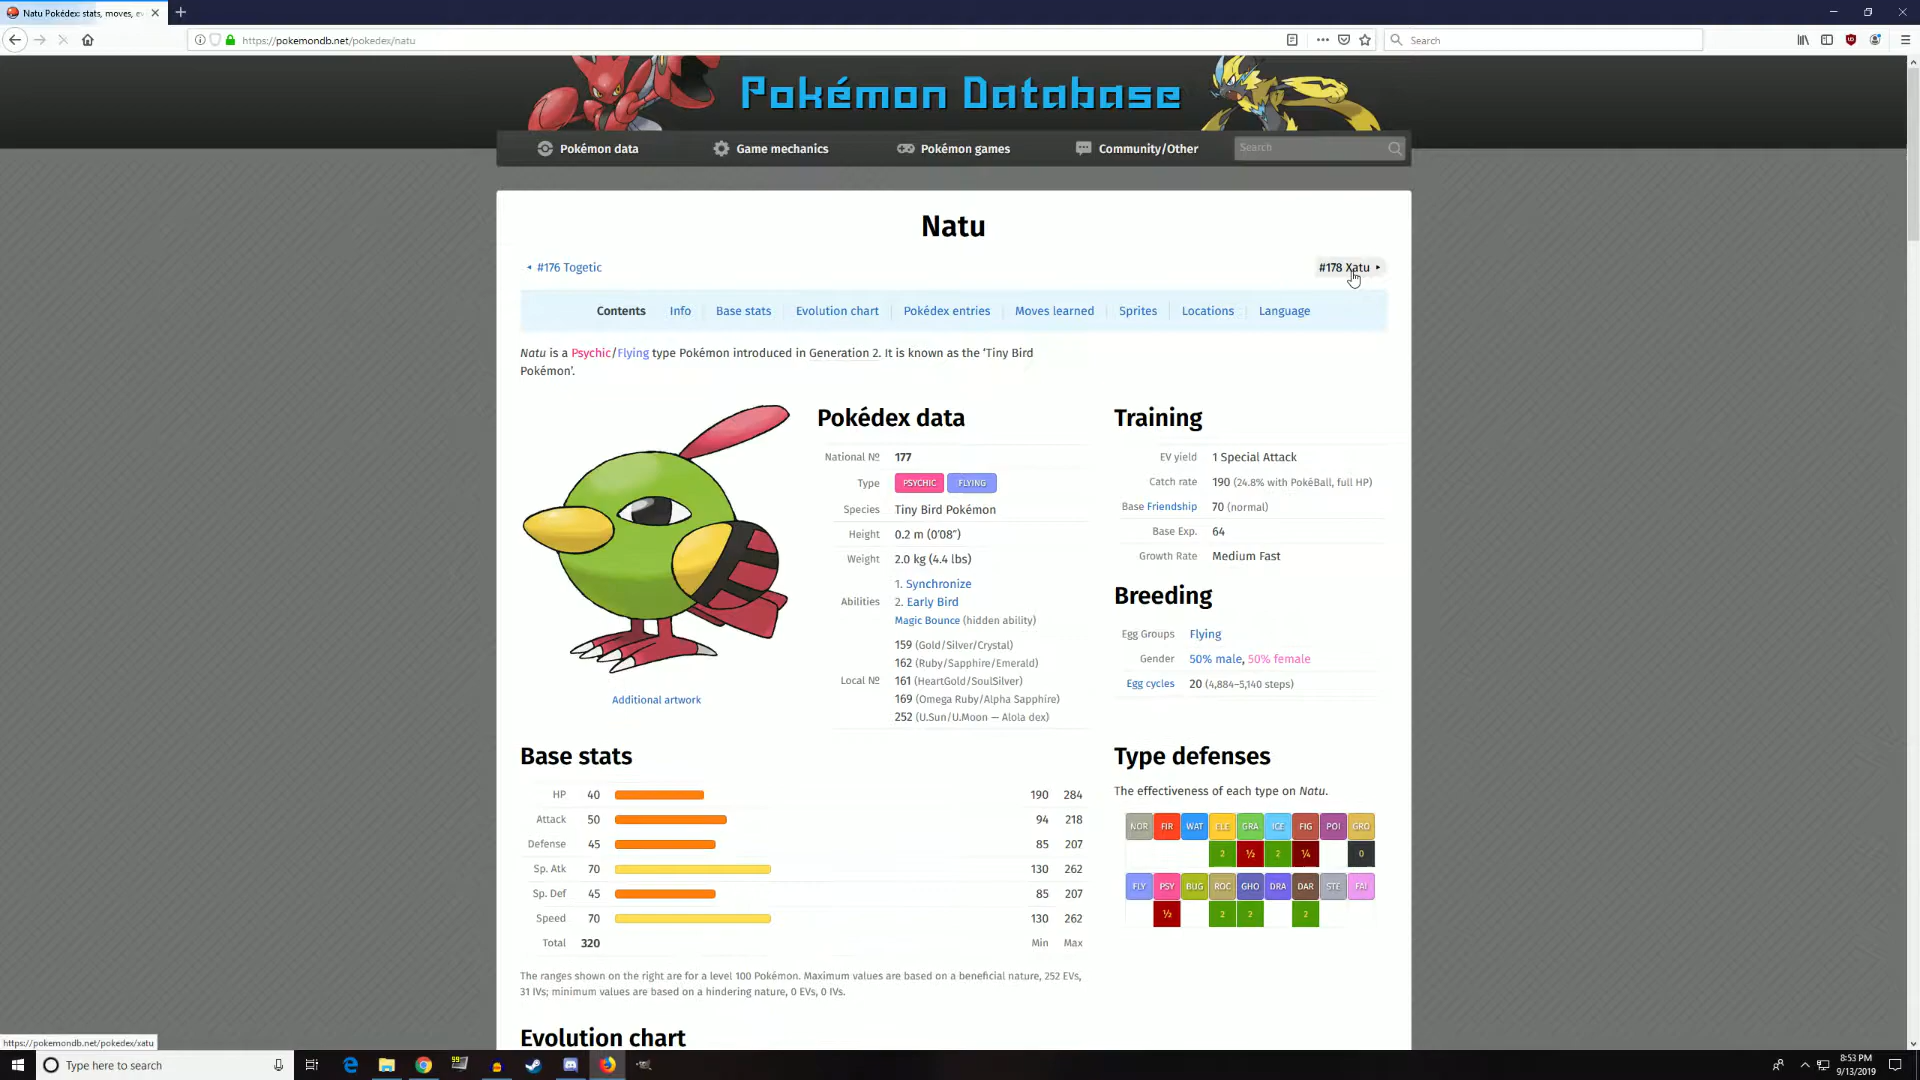 Natu Pokédex: stats, moves, e
https://pokemondb.net/pokedex/natu
Search
Pokémon Database
Pokémon data
Game mechanics
Pokémon games
Community/Other
Search
Natu
#176 Togetic
#178 Xatu
Contents Info Base stats Evolution chart Pokédex entries Moves learned Sprites Locations Language
Natu is a Psychic/Flying type Pokémon introduced in Generation 2. It is known as the ‘Tiny Bird
Pokémon’.
Additional artwork
Pokédex data
National № 177
Type PSYCHIC FLYING
Species Tiny Bird Pokémon
Height 0.2 m (0′08″)
Weight 2.0 kg (4.4 lbs)
Abilities 1. Synchronize
2. Early Bird
Magic Bounce (hidden ability)
Local № 159 (Gold/Silver/Crystal)
162 (Ruby/Sapphire/Emerald)
161 (HeartGold/SoulSilver)
169 (Omega Ruby/Alpha Sapphire)
252 (U.Sun/U.Moon — Alola dex)
Training
EV yield 1 Special Attack
Catch rate 190 (24.8% with PokéBall, full HP)
Base Friendship 70 (normal)
Base Exp. 64
Growth Rate Medium Fast
Breeding
Egg Groups Flying
Gender 50% male, 50% female
Egg cycles 20 (4,884–5,140 steps)
Base stats
HP 40 190 284
Attack 50 94 218
Defense 45 85 207
Sp. Atk 70 130 262
Sp. Def 45 85 207
Speed 70 130 262
Total 320 Min Max
The ranges shown on the right are for a level 100 Pokémon. Maximum values are based on a beneficial nature, 252 EVs,
31 IVs; minimum values are based on a hindering nature, 0 EVs, 0 IVs.
Type defenses
The effectiveness of each type on Natu.
NOR FIR WAT ELE GRA ICE FIG POI GRO
2 ½ 2 ¼ 0
FLY PSY BUG ROC GHO DRA DAR STE FAI
½ 2 2 2
Evolution chart
https://pokemondb.net/pokedex/xatu
Type here to search
8:53 PM
9/13/2019